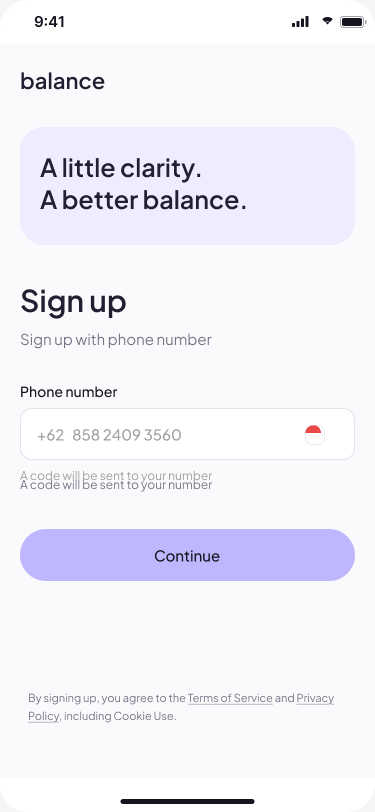 9:41
balance
A little clarity.
A better balance.
Sign up
Sign up with phone number
Phone number
+62 858 2409 3560
A code will be sent to your number
A code will be sent to your number
Continue
By signing up, you agree to the Terms of Service and Privacy
Policy, including Cookie Use.